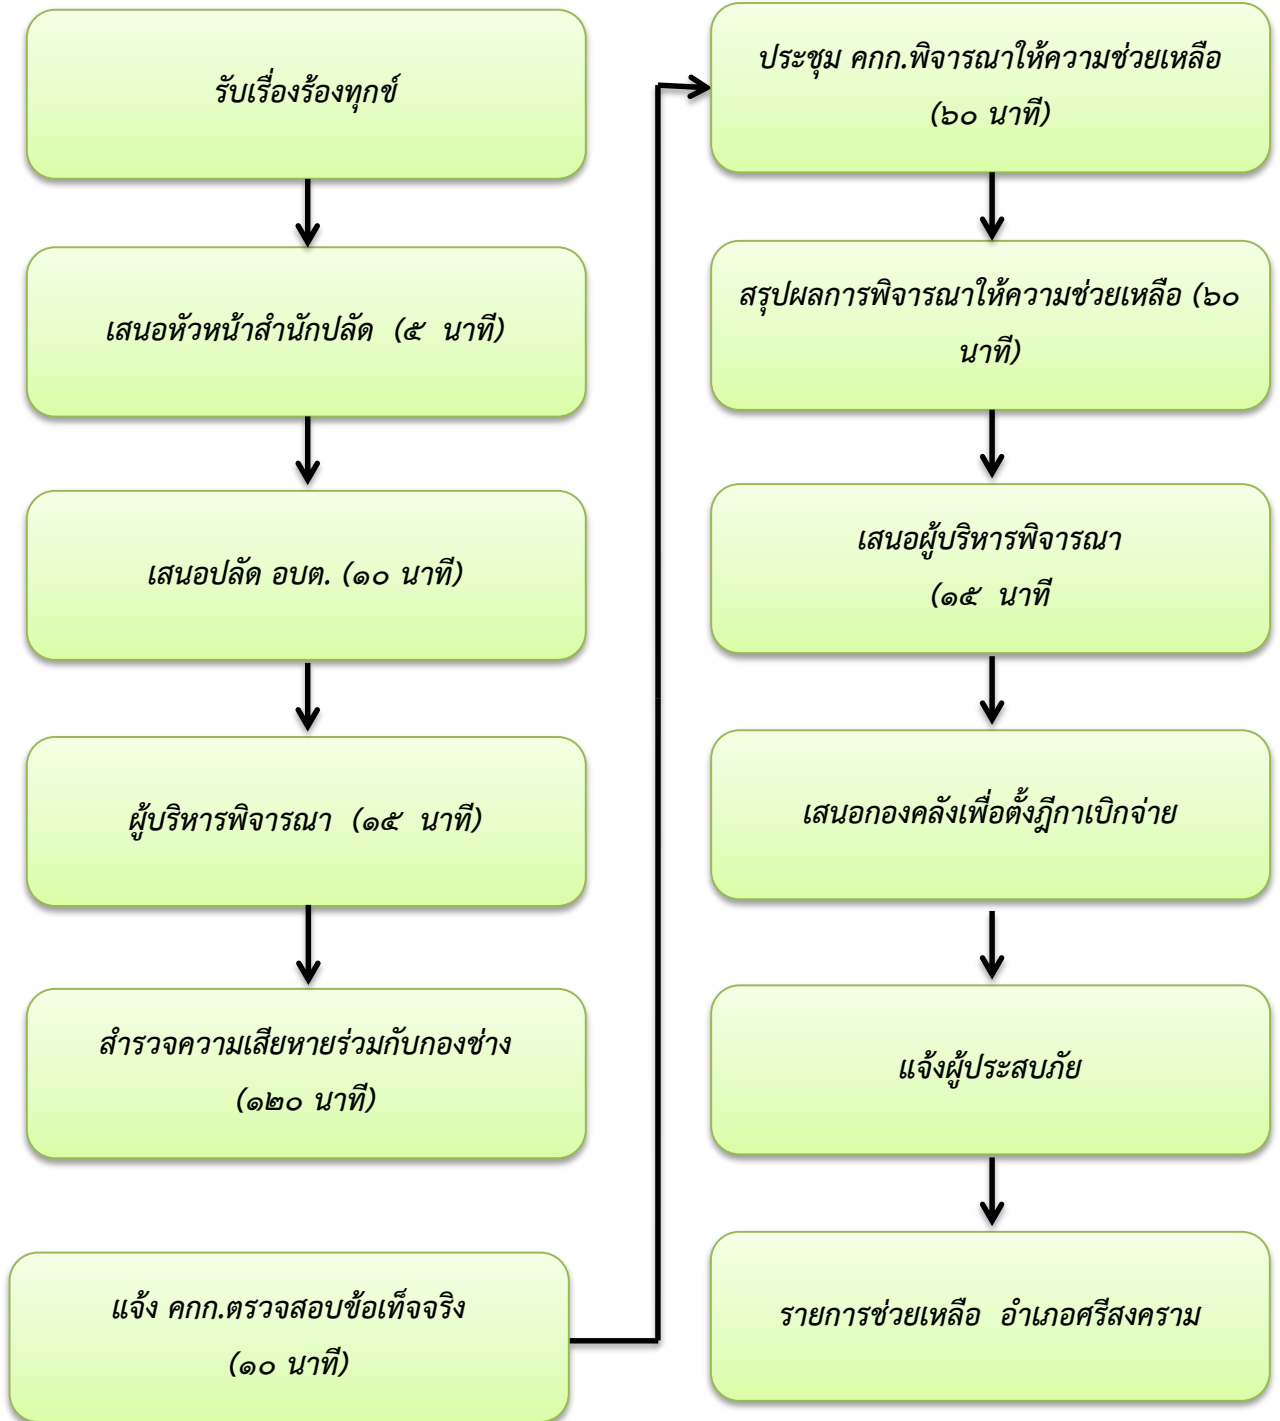 รับเรื่องร้องทุกข์
เสนอหัวหน้าสำนักปลัด (๕ นาที)
เสนอปลัด อบต. (๑๐ นาที)
ผู้บริหารพิจารณา (๑๕ นาที)
สำรวจความเสียหายร่วมกับกองช่าง
(๑๒๐ นาที)
แจ้ง คกก.ตรวจสอบข้อเท็จจริง
(๑๐ นาที)
ประชุม คกก.พิจารณาให้ความช่วยเหลือ
(๖๐ นาที)
สรุปผลการพิจารณาให้ความช่วยเหลือ (๖๐
นาที)
เสนอผู้บริหารพิจารณา
(๑๕ นาที
เสนอกองคลังเพื่อตั้งฎีกาเบิกจ่าย
แจ้งผู้ประสบภัย
รายการช่วยเหลือ อำเภอศรีสงคราม